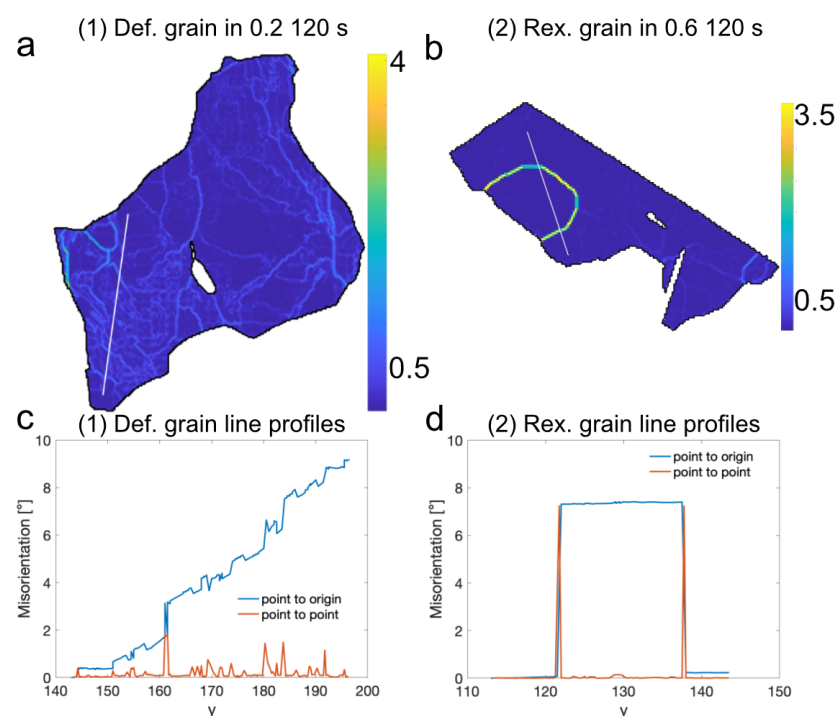 (1) Def. grain in 0.2 120 s
(2) Rex. grain in 0.6 120 s
a
b
4
0.5
3.5
0.5
c
(1) Def. grain line profiles
d
(2) Rex. grain line profiles
10
8
6
4
2
0
Misorientation [°]
point to origin
point to point
140 150 160 170 180 190 200
y
10
8
6
4
2
0
Misorientation [°]
point to origin
point to point
110 120 130 140 150
y